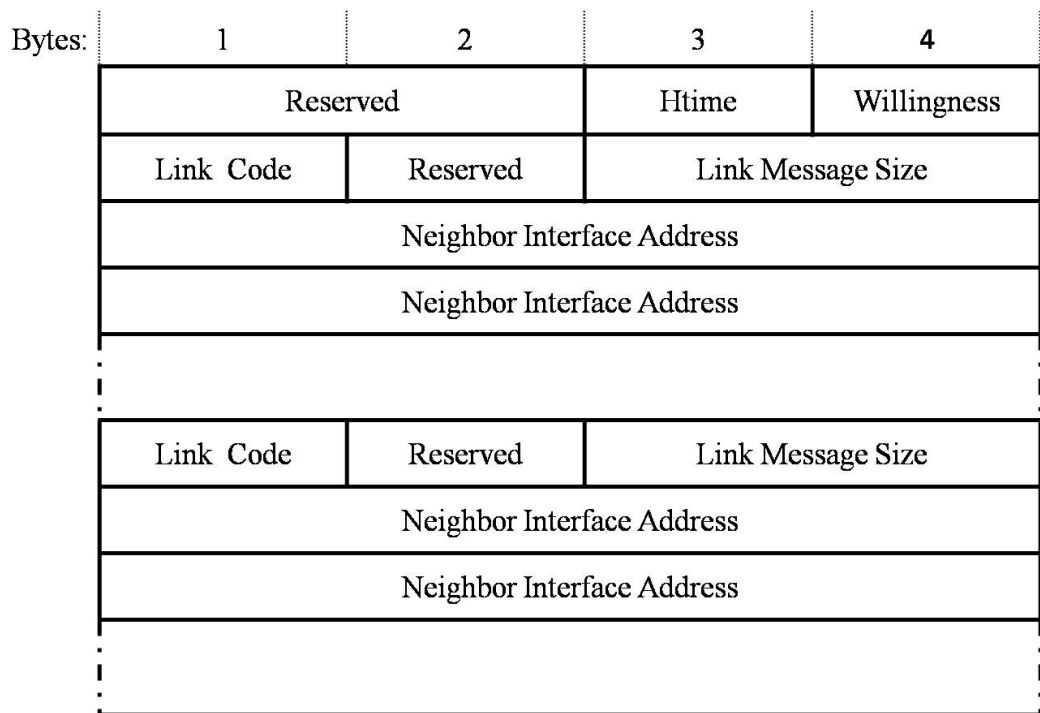 Bytes: 1 2 3 4
Reserved Htime Willingness
Link Code Reserved Link Message Size
Neighbor Interface Address
Neighbor Interface Address
Link Code Reserved Link Message Size
Neighbor Interface Address
Neighbor Interface Address